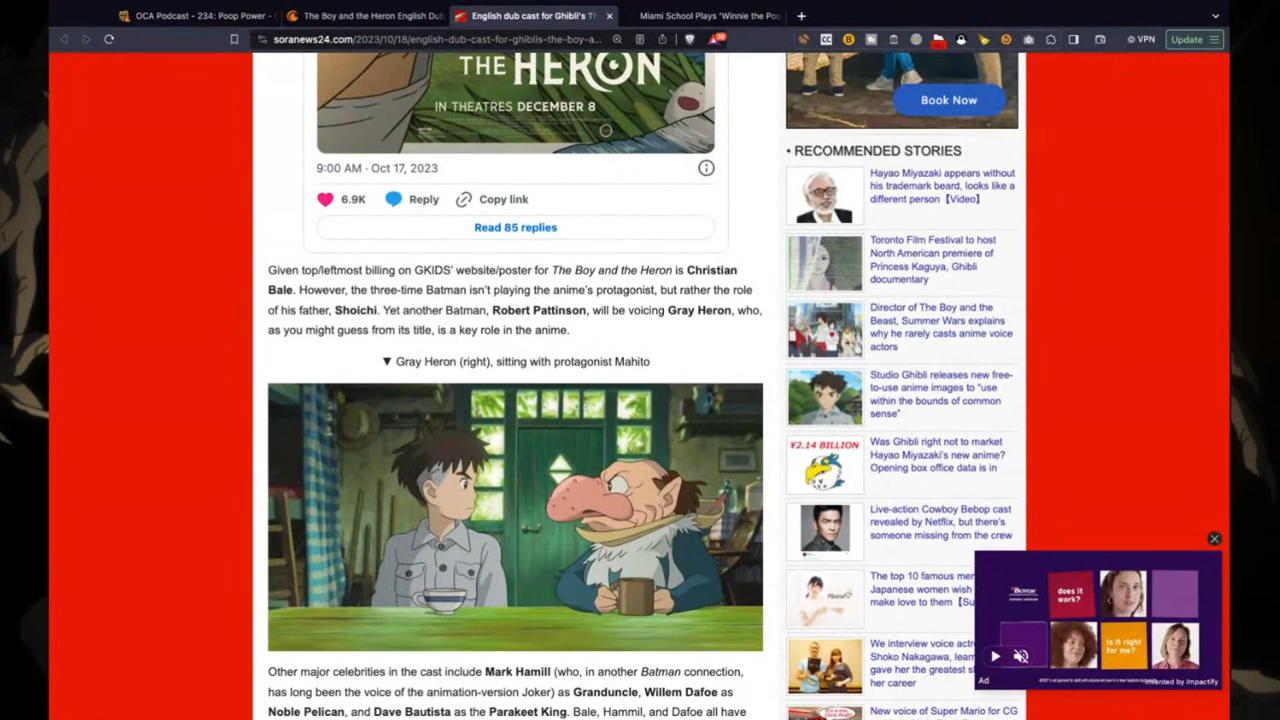 OCA Podcast - 234: Poop Power -
The Boy and the Heron English Dub
English dub cast for Ghibli's Th
Miami School Plays "Winnie the Poo
soranews24.com/2023/10/18/english-dub-cast-for-ghiblis-the-boy-a...
VPN
Update
THE HERON
IN THEATRES DECEMBER 8
9:00 AM · Oct 17, 2023
6.9K Reply Copy link
Read 85 replies
Given top/leftmost billing on GKIDS' website/poster for The Boy and the Heron is Christian
Bale. However, the three-time Batman isn't playing the anime's protagonist, but rather the role
of his father, Shoichi. Yet another Batman, Robert Pattinson, will be voicing Gray Heron, who,
as you might guess from its title, is a key role in the anime.
▼ Gray Heron (right), sitting with protagonist Mahito
Other major celebrities in the cast include Mark Hamill (who, in another Batman connection,
has long been the voice of the animation-version Joker) as Granduncle, Willem Dafoe as
Noble Pelican, and Dave Bautista as the Parakeet King. Bale, Hammil, and Dafoe all have
Book Now
• RECOMMENDED STORIES
Hayao Miyazaki appears without
his trademark beard, looks like a
different person【Video】
Toronto Film Festival to host
North American premiere of
Princess Kaguya, Ghibli
documentary
Director of The Boy and the
Beast, Summer Wars explains
why he rarely casts anime voice
actors
Studio Ghibli releases new free-
to-use anime images to "use
within the bounds of common
sense"
¥2.14 BILLION
Was Ghibli right not to market
Hayao Miyazaki's new anime?
Opening box office data is in
Live-action Cowboy Bebop cast
revealed by Netflix, but there's
someone missing from the crew
The top 10 famous men
Japanese women wish
make love to them【Su
We interview voice actre
Shoko Nakagawa, learn
gave her the greatest s
her career
New voice of Super Mario for CG
BOTOX
does it
work?
is it right
for me?
Ad
invented by Impactify